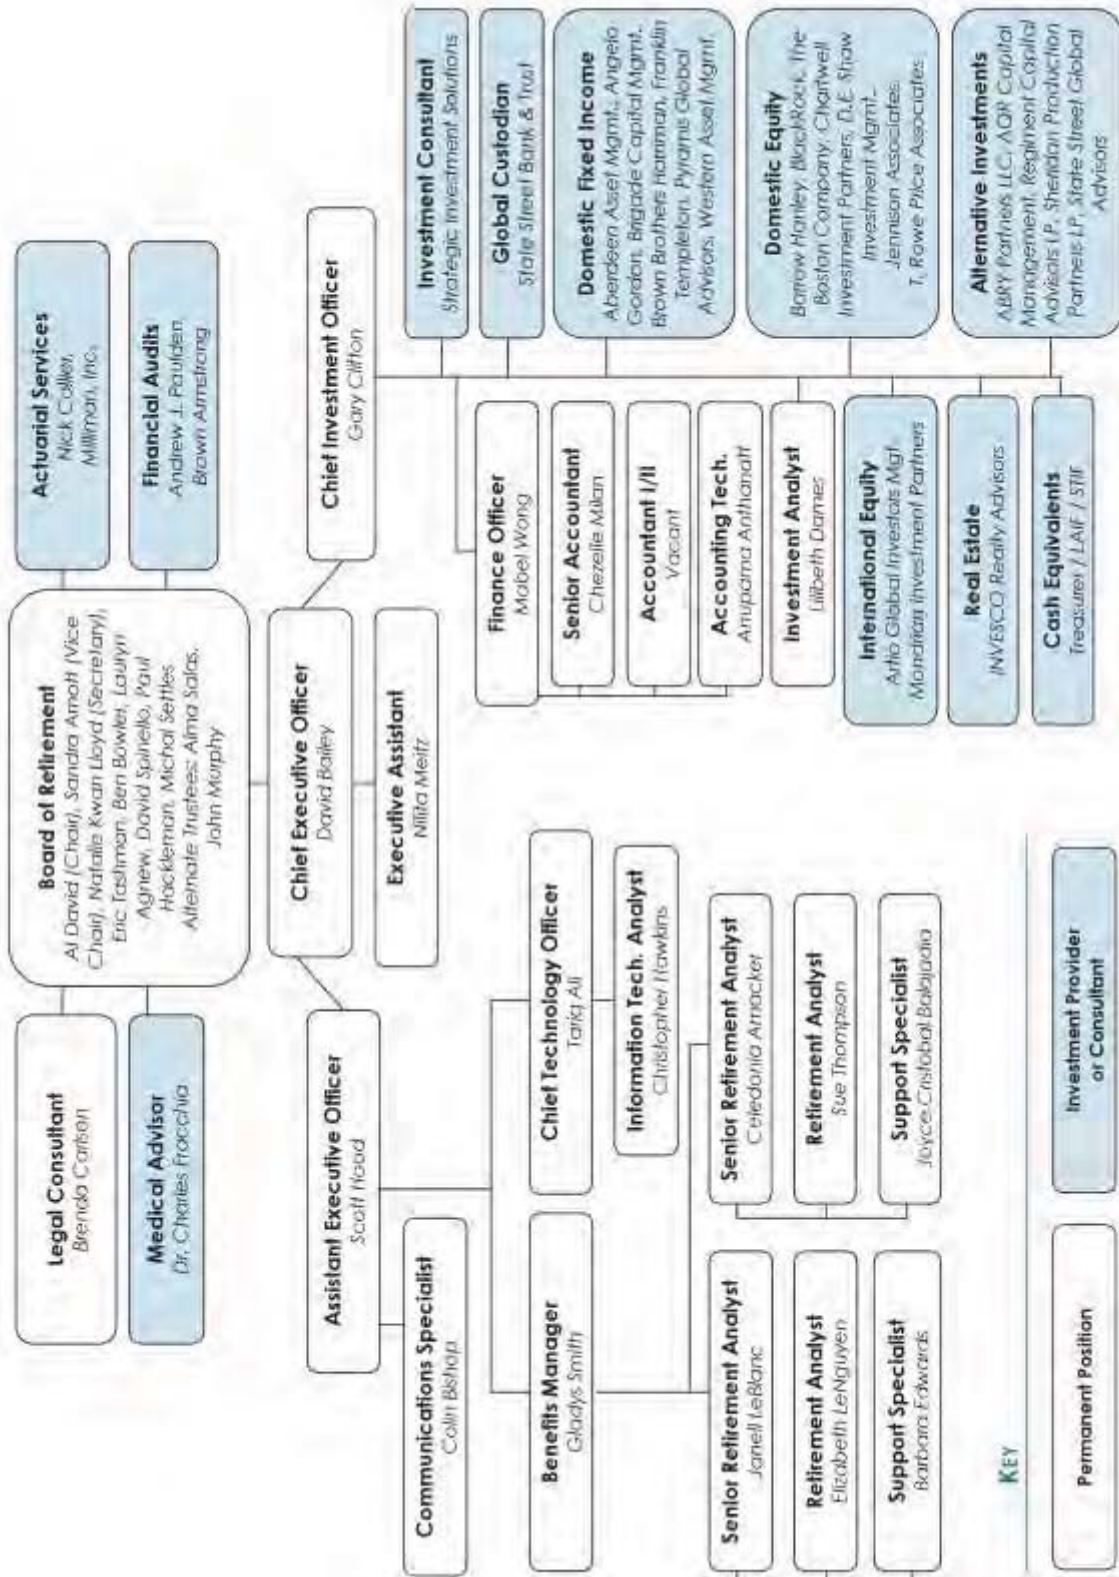 Board of Retirement
Al David (Chair), Sandra Arnott (Vice
Chair), Natalie Kwan Lloyd (Secretary),
Eric Tashman, Ben Bowler, Lauryn
Agnew, David Spinello, Paul
Hackleman, Michal Settles
Alternate Trustees: Alma Salas,
John Murphy
Legal Consultant
Brenda Carlson
Medical Advisor
Dr. Charles Fracchia
Actuarial Services
Nick Collier,
Milliman, Inc.
Financial Audits
Andrew J. Paulden,
Brown Armstrong
Chief Executive Officer
David Bailey
Executive Assistant
Assistant Executive Officer
Scott Hood
Communications Specialist
Colin Bishop
Benefits Manager
Gladys Smith
Chief Technology Officer
Tariq Ali
Information Tech. Analyst
Christopher Hawkins
Senior Retirement Analyst
Janell LeBlanc
Retirement Analyst
Elizabeth LeNguyen
Support Specialist
Barbara Edwards
Senior Retirement Analyst
Celedonia Arnacket
Retirement Analyst
Sue Thompson
Support Specialist
Joyce Cristobal
Chief Investment Officer
Gary Clifton
Finance Officer
Mabel Wong
Senior Accountant
Chezelle Milan
Accountant I/II
Vacant
Accounting Tech.
Anupama
Investment Analyst
Lilibeth Dames
International Equity
Artio Global Investors Mgt.
Mondrian Investment Partners
Real Estate
INVESCO Realty Advisors
Cash Equivalents
Treasurer / LAIF / STIF
Investment Consultant
Strategic Investment Solutions
Global Custodian
State Street Bank & Trust
Domestic Fixed Income
Aberdeen Asset Mgmt., Angelo
Gordon, Brigade Capital Mgmt.,
Brown Brothers Harriman, Franklin
Templeton, Pyramis Global
Advisors, Western Asset Mgmt.
Domestic Equity
Barrow Hanley, BlackRock, The
Boston Company, Chartwell
Investment Partners, D.E. Shaw
Investment Mgmt.,
Jennison Associates
T. Rowe Price Associates
Alternative Investments
ABRY Partners LLC, AQR Capital
Management, Regiment Capital
Advisors LP, Sheridan Production
Partners LP, State Street Global
Advisors
KEY
Permanent Position
Investment Provider
or Consultant